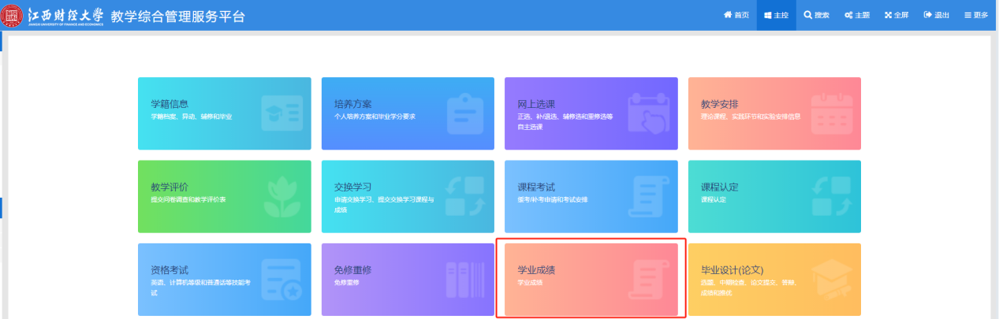 江西财经大学 教学综合管理服务平台
JIANGXI UNIVERSITY OF FINANCE AND ECONOMICS
首页 主控 搜索 主题 全屏 退出 更多
学籍信息
学籍档案、异动、辅修和毕业
培养方案
个人培养方案和毕业学分要求
网上选课
正选、补/退选、辅修选和重修选等
自主选课
教学安排
理论课程、实践环节和实验安排信息
教学评价
提交问卷调查和教学评价表
交换学习
申请交换学习、提交交换学习课程与
成绩
课程考试
缓考/补考申请和考试安排
课程认定
课程认定
资格考试
英语、计算机等级和普通话等技能考
试
免修重修
免修重修
学业成绩
学业成绩
毕业设计(论文)
选题、中期检查、论文提交、答辩、
成绩和推优